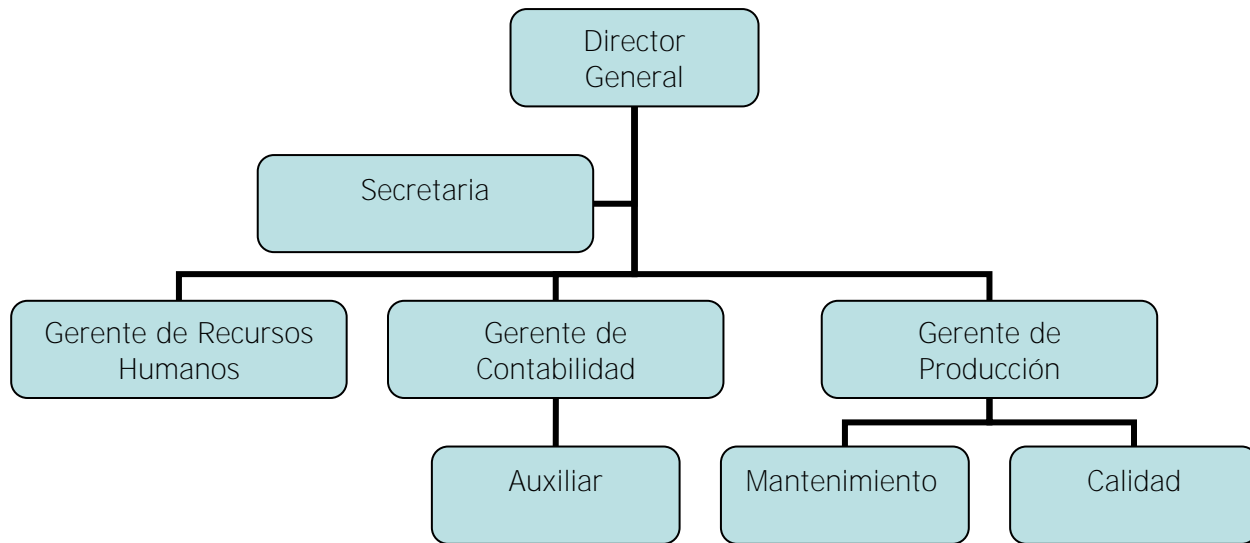 Director
General
Secretaria
Gerente de Recursos
Humanos
Gerente de
Contabilidad
Gerente de
Producción
Auxiliar
Mantenimiento
Calidad